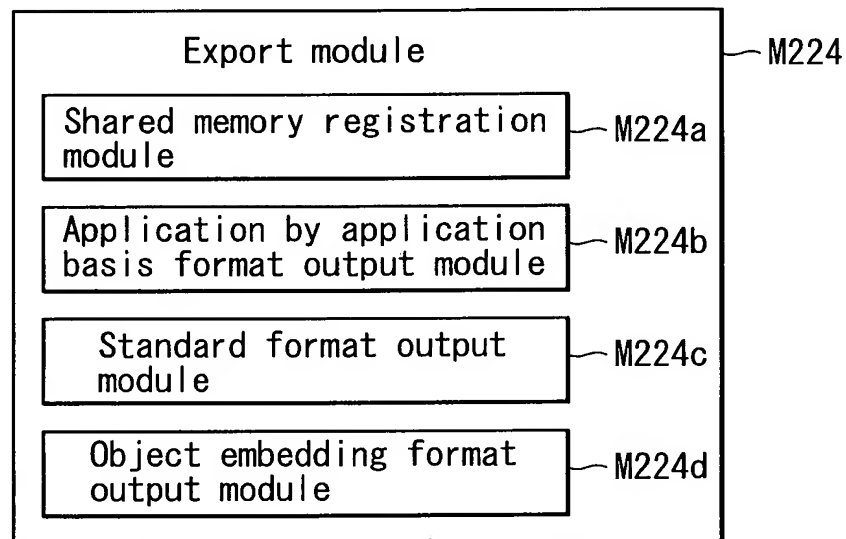 Export module
M224
Shared memory registration
module
M224a
Application by application
basis format output module
M224b
Standard format output
module
M224c
Object embedding format
output module
M224d